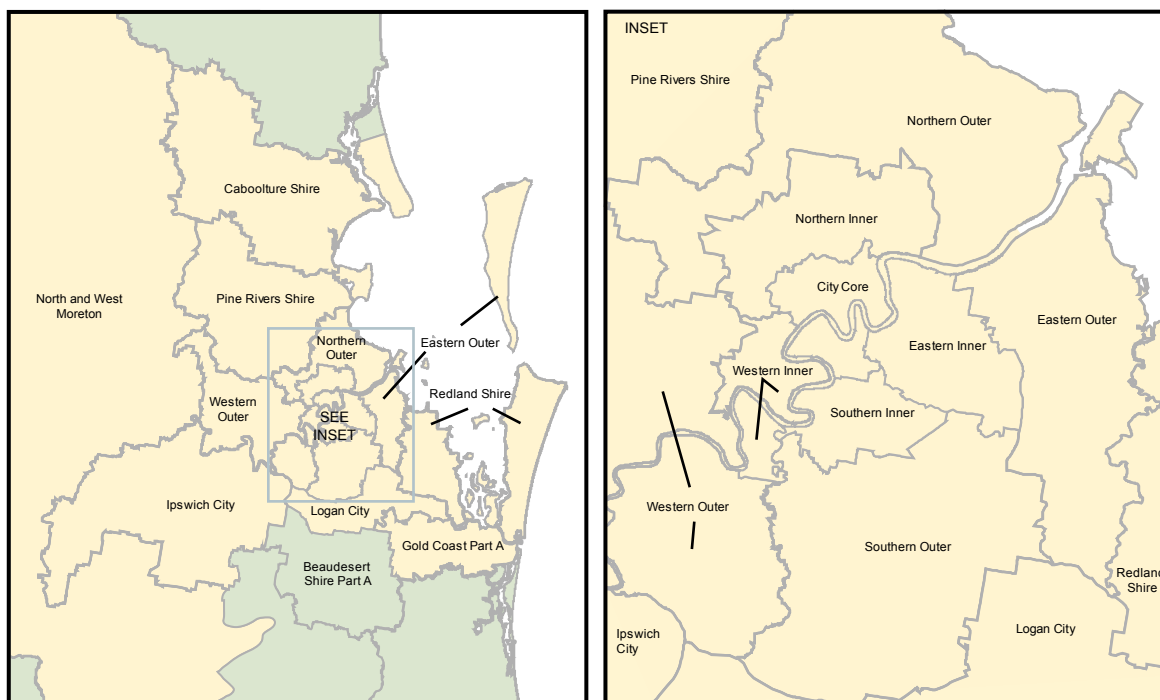 Caboolture Shire
North and West
Moreton
Pine Rivers Shire
Northern
Outer
Eastern Outer
Redland Shire
Western
Outer
SEE
INSET
Ipswich City
Logan City
Gold Coast Part A
Beaudesert
Shire Part A
INSET
Pine Rivers Shire
Northern Outer
Northern Inner
City Core
Eastern Outer
Eastern Inner
Western Inner
Southern Inner
Western Outer
Southern Outer
Redland
Shire
Logan City
Ipswich
City